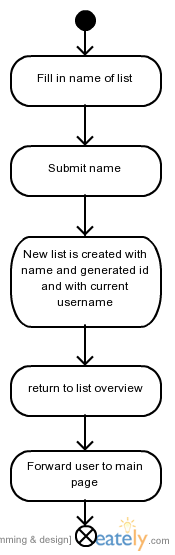 Fill in name of list
Submit name
New list is created with
name and generated id
and with current
username
return to list overview
Forward user to main
page
mming & design]
eately.com